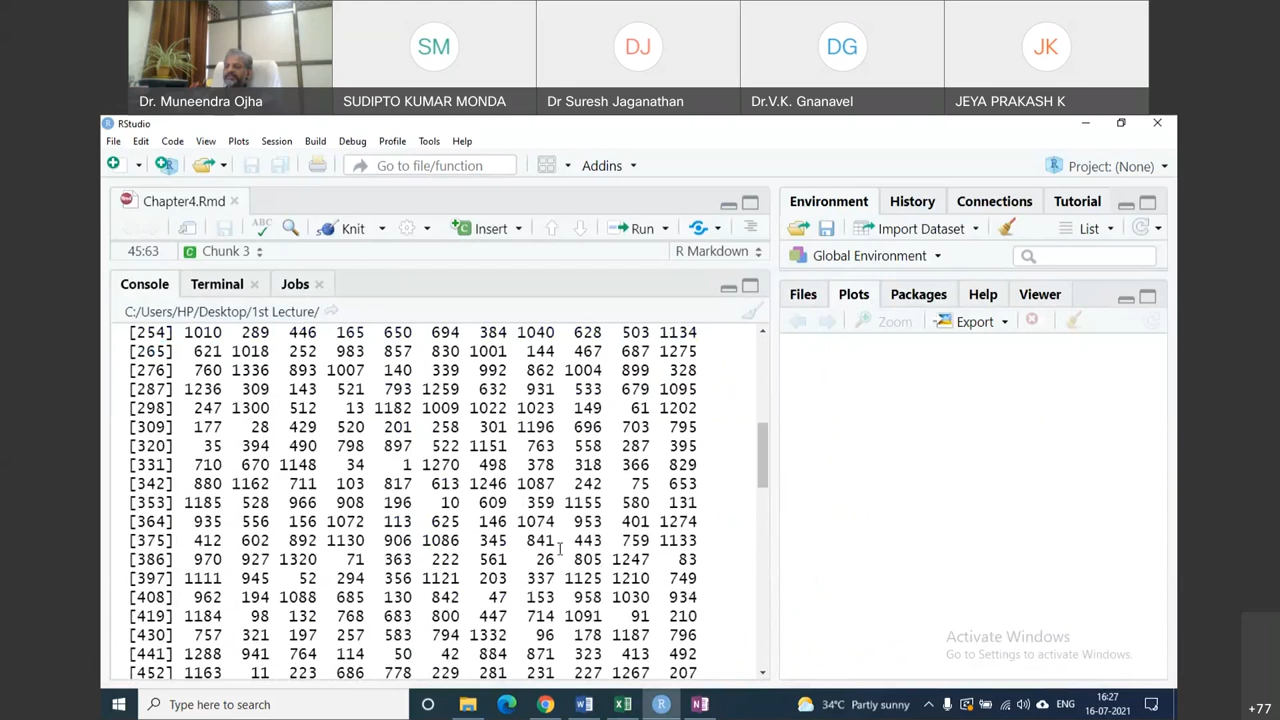 SM
DJ
DG
JK
Dr. Muneendra Ojha
SUDIPTO KUMAR MONDA
Dr Suresh Jaganathan
Dr.V.K. Gnanavel
JEYA PRAKASH K
RStudio
File Edit Code View Plots Session Build Debug Profile Tools Help
Go to file/function Addins Project: (None)
Chapter4.Rmd
ABC Knit Insert Run
45:63 Chunk 3 R Markdown
Console Terminal Jobs
C:/Users/HP/Desktop/1st Lecture/
[254] 1010 289 446 165 650 694 384 1040 628 503 1134
[265] 621 1018 252 983 857 830 1001 144 467 687 1275
[276] 760 1336 893 1007 140 339 992 862 1004 899 328
[287] 1236 309 143 521 793 1259 632 931 533 679 1095
[298] 247 1300 512 13 1182 1009 1022 1023 149 61 1202
[309] 177 28 429 520 201 258 301 1196 696 703 795
[320] 35 394 490 798 897 522 1151 763 558 287 395
[331] 710 670 1148 34 1 1270 498 378 318 366 829
[342] 880 1162 711 103 817 613 1246 1087 242 75 653
[353] 1185 528 966 908 196 10 609 359 1155 580 131
[364] 935 556 156 1072 113 625 146 1074 953 401 1274
[375] 412 602 892 1130 906 1086 345 841 443 759 1133
[386] 970 927 1320 71 363 222 561 26 805 1247 83
[397] 1111 945 52 294 356 1121 203 337 1125 1210 749
[408] 962 194 1088 685 130 842 47 153 958 1030 934
[419] 1184 98 132 768 683 800 447 714 1091 91 210
[430] 757 321 197 257 583 794 1332 96 178 1187 796
[441] 1288 941 764 114 50 42 884 871 323 413 492
[452] 1163 11 223 686 778 229 281 231 227 1267 207
Environment History Connections Tutorial
Import Dataset List
Global Environment
Files Plots Packages Help Viewer
Zoom Export
Activate Windows
Go to Settings to activate Windows.
Type here to search
34°C Partly sunny
ENG
16:27
16-07-2021
+77